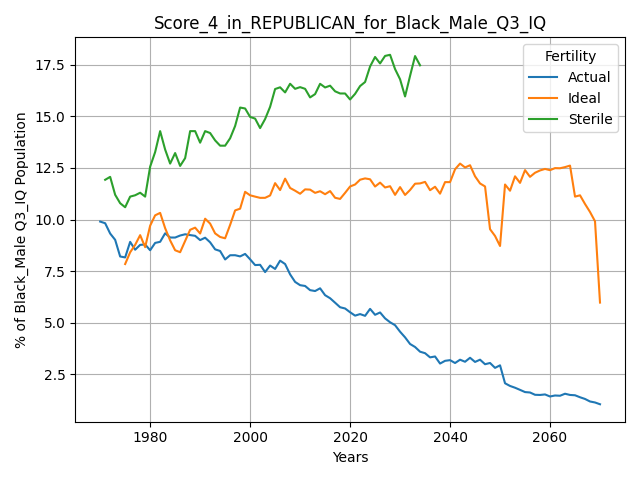 Score_4_in_REPUBLICAN_for_Black_Male_Q3_IQ
Fertility
Actual
Ideal
Sterile
% of Black_Male Q3_IQ Population
17.5
15.0
12.5
10.0
7.5
5.0
2.5
1980 2000 2020 2040 2060
Years